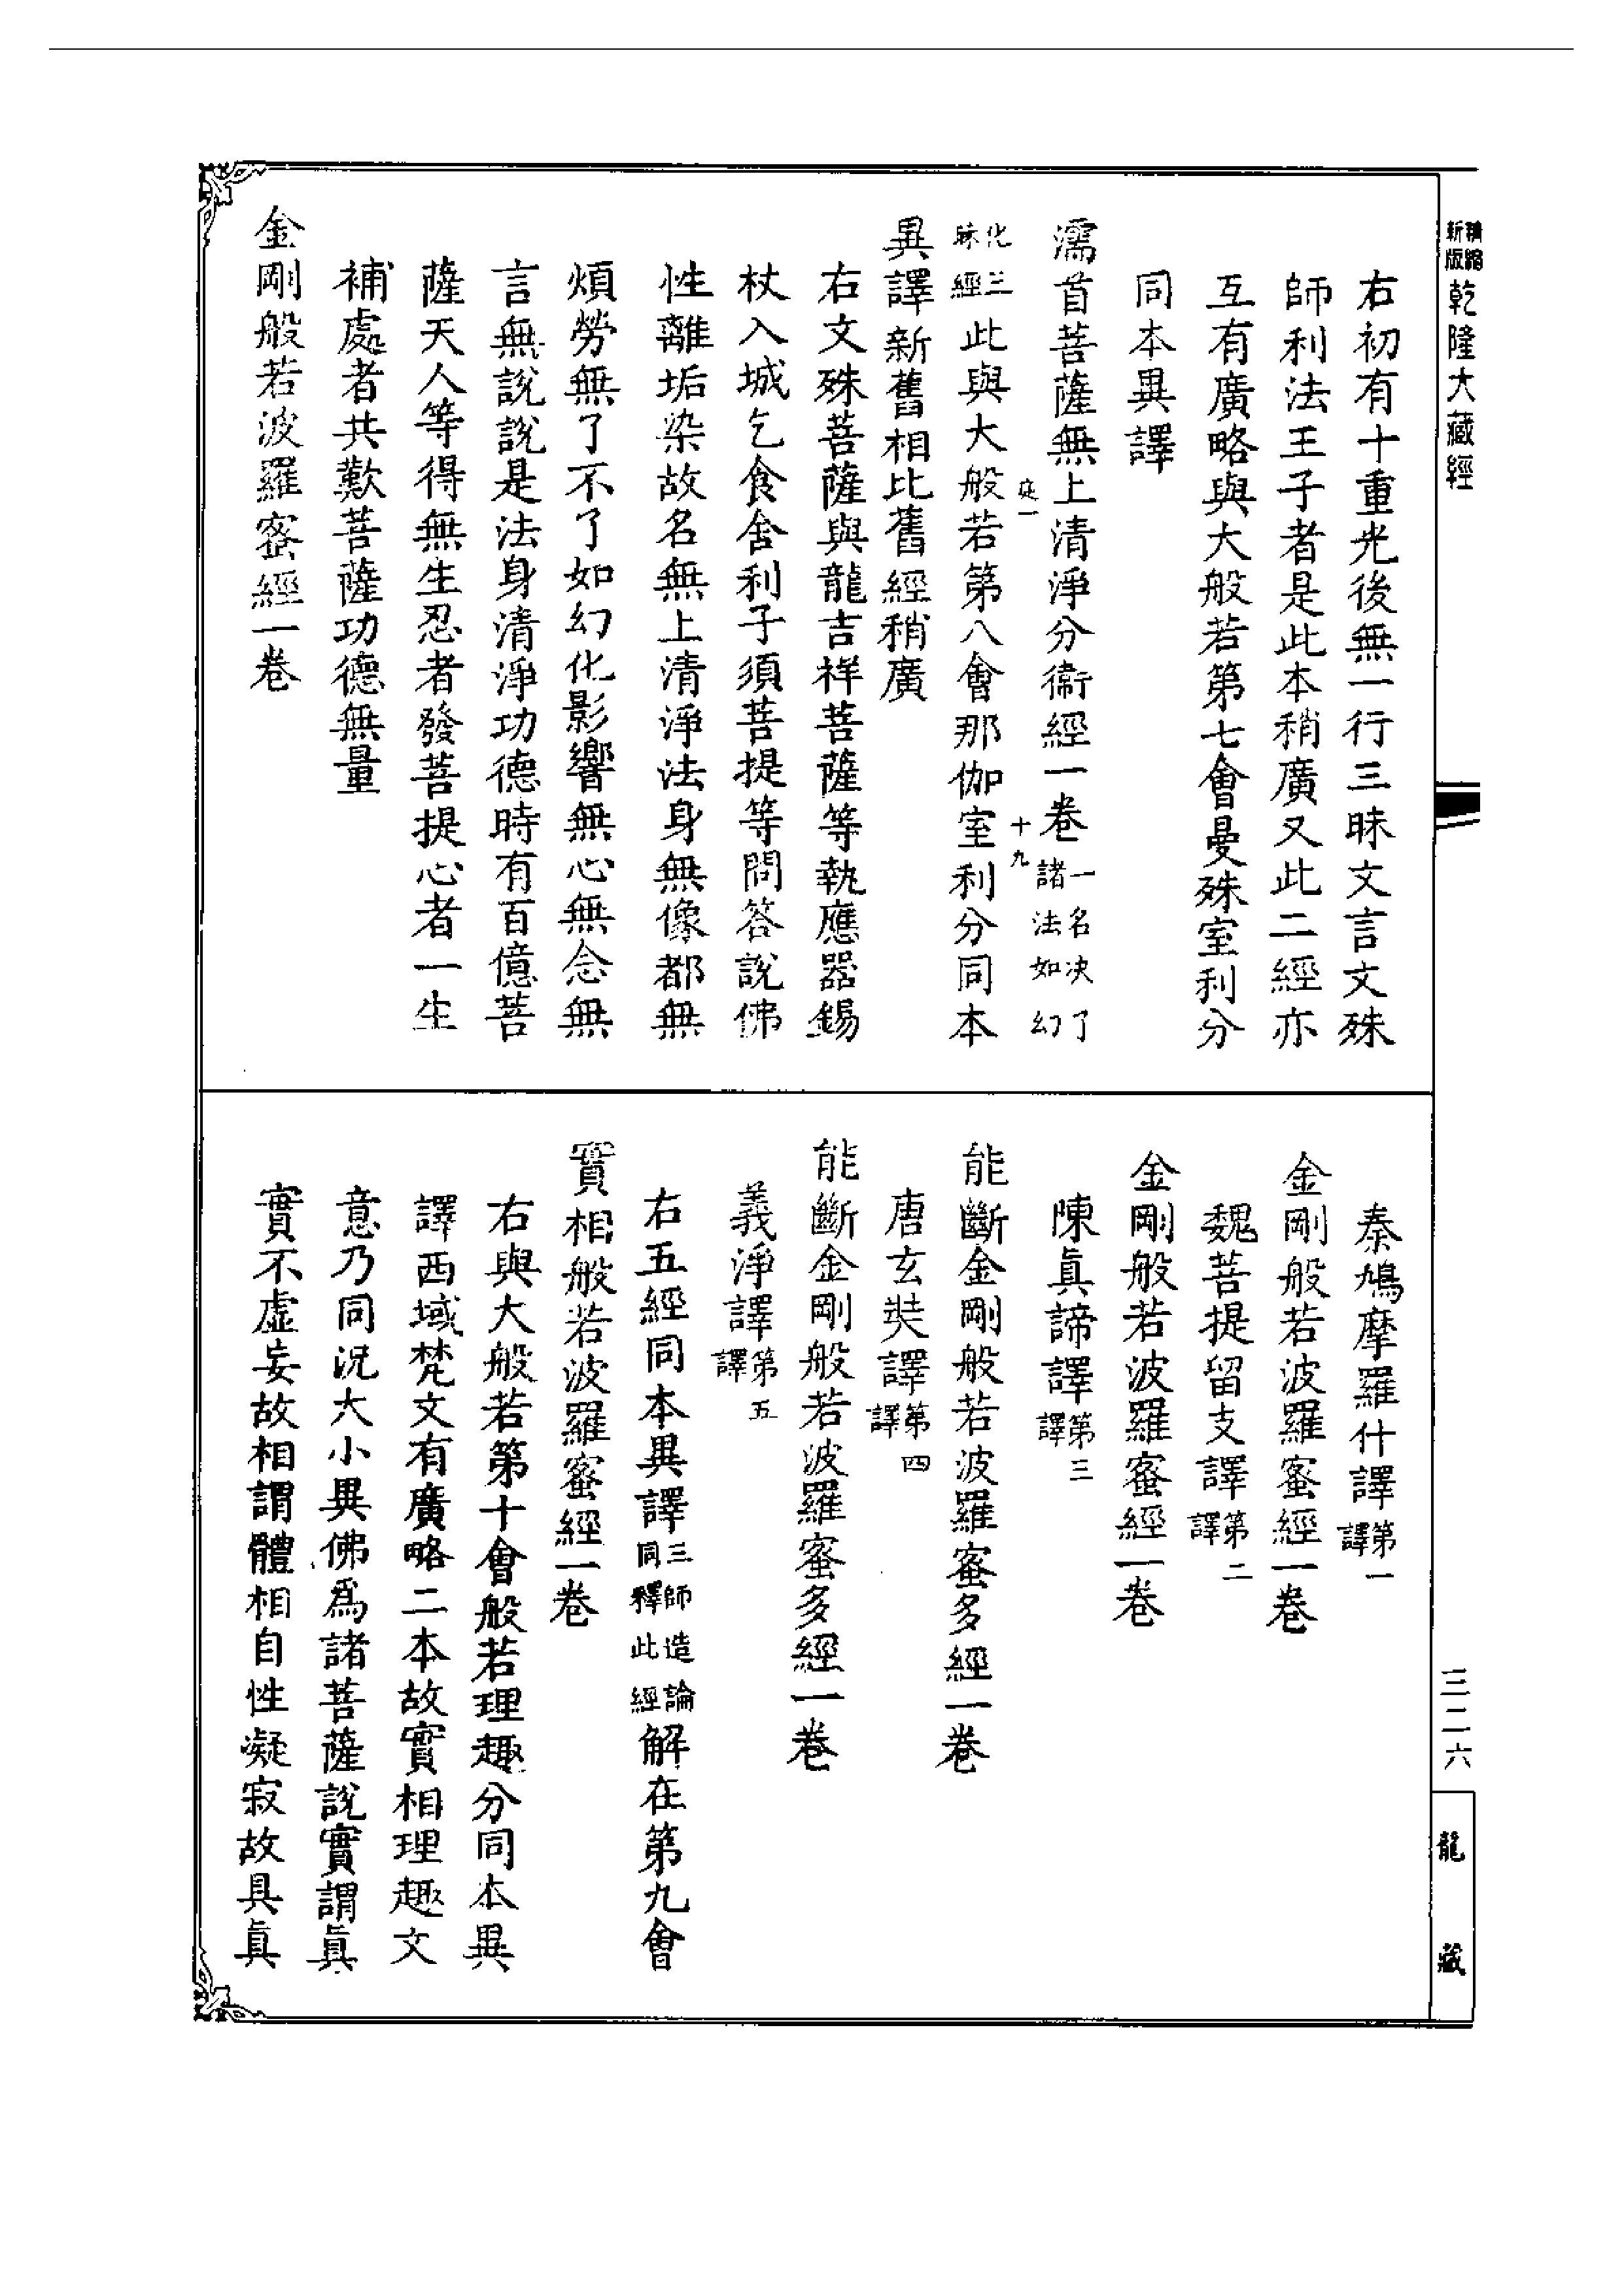 精縮新版乾隆大藏經
右初有十重光後無一行三昧文言文殊
師利法王子者是此本稍廣又此二經亦
互有廣略與大般若第七會曼殊室利分
同本異譯
濡首菩薩無上清淨分衞經一卷一名決了諸法如幻
庭一
十九
化三昧經三此與大般若第八會那伽室利分同本
異譯新舊相比舊經稍廣
右文殊菩薩與龍吉祥菩薩等執應器錫
杖入城乞食舍利子須菩提等問答說佛
性離垢染故名無上清淨法身無像都無
煩勞無了不了如幻化影響無心無念無
言無說說是法身清淨功德時有百億菩
薩天人等得無生忍者發菩提心者一生
補處者共歎菩薩功德無量
金剛般若波羅密經一卷
秦鳩摩羅什譯第一譯
金剛般若波羅蜜經一卷
魏菩提留支譯第二譯
金剛般若波羅蜜經一卷
陳真諦譯第三譯
能斷金剛般若波羅蜜多經一卷
唐玄奘譯第四譯
能斷金剛般若波羅蜜多經一卷
義淨譯第五譯
右五經同本異譯三師造論同釋此經解在第九會
實相般若波羅蜜經一卷
右與大般若第十會般若理趣分同本異
譯西域梵文有廣略二本故實相理趣文
意乃同況大小異佛爲諸菩薩說實謂眞
實不虛妄故相謂體相自性凝寂故具眞
三二六
龍藏